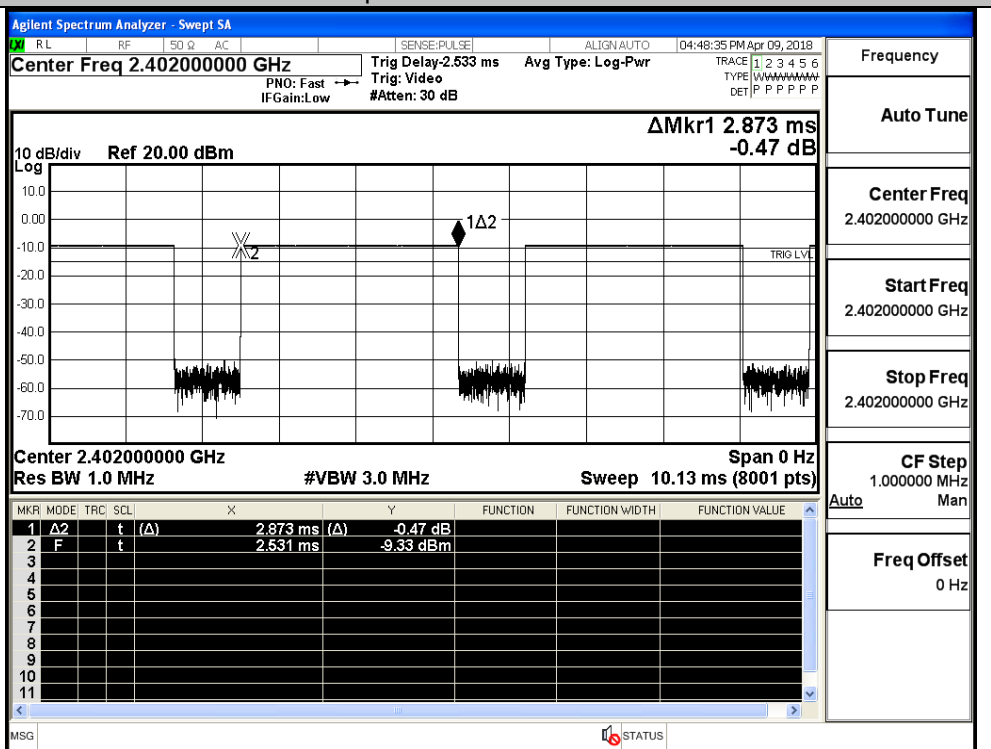 Agilent Spectrum Analyzer - Swept SA
LXI RL RF 50 Ω AC SENSE:PULSE ALIGN AUTO 04:48:35 PM Apr 09, 2018
Center Freq 2.402000000 GHz
PNO: Fast
IFGain:Low
Trig Delay-2.533 ms
Trig: Video
#Atten: 30 dB
Avg Type: Log-Pwr
TRACE 1 2 3 4 5 6
TYPE WWWWWW
DET P P P P P P
ΔMkr1 2.873 ms
-0.47 dB
10 dB/div Ref 20.00 dBm
Log
10.0
0.00
-10.0
-20.0
-30.0
-40.0
-50.0
-60.0
-70.0
1Δ2
2
TRIG LVL
Center 2.402000000 GHz Span 0 Hz
Res BW 1.0 MHz #VBW 3.0 MHz Sweep 10.13 ms (8001 pts)
MKR MODE TRC SCL X Y FUNCTION FUNCTION WIDTH FUNCTION VALUE
1 Δ2 t (Δ) 2.873 ms (Δ) -0.47 dB
2 F t 2.531 ms -9.33 dBm
3
4
5
6
7
8
9
10
11
MSG STATUS
Frequency
Auto Tune
Center Freq
2.402000000 GHz
Start Freq
2.402000000 GHz
Stop Freq
2.402000000 GHz
CF Step
1.000000 MHz
Auto Man
Freq Offset
0 Hz